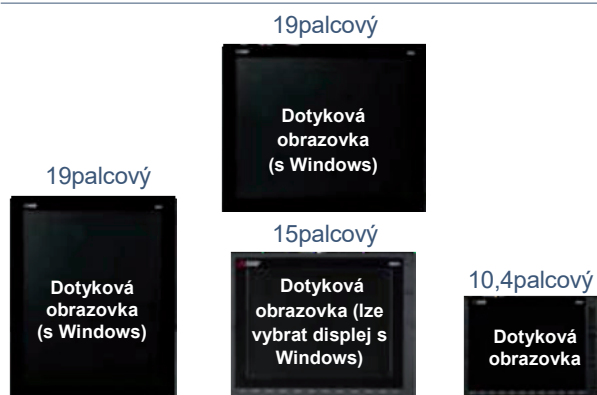 19palcový
Dotyková
obrazovka
(s Windows)
19palcový
Dotyková
obrazovka
(s Windows)
15palcový
Dotyková
obrazovka (lze
vybrat displej s
Windows)
10,4palcový
Dotyková
obrazovka